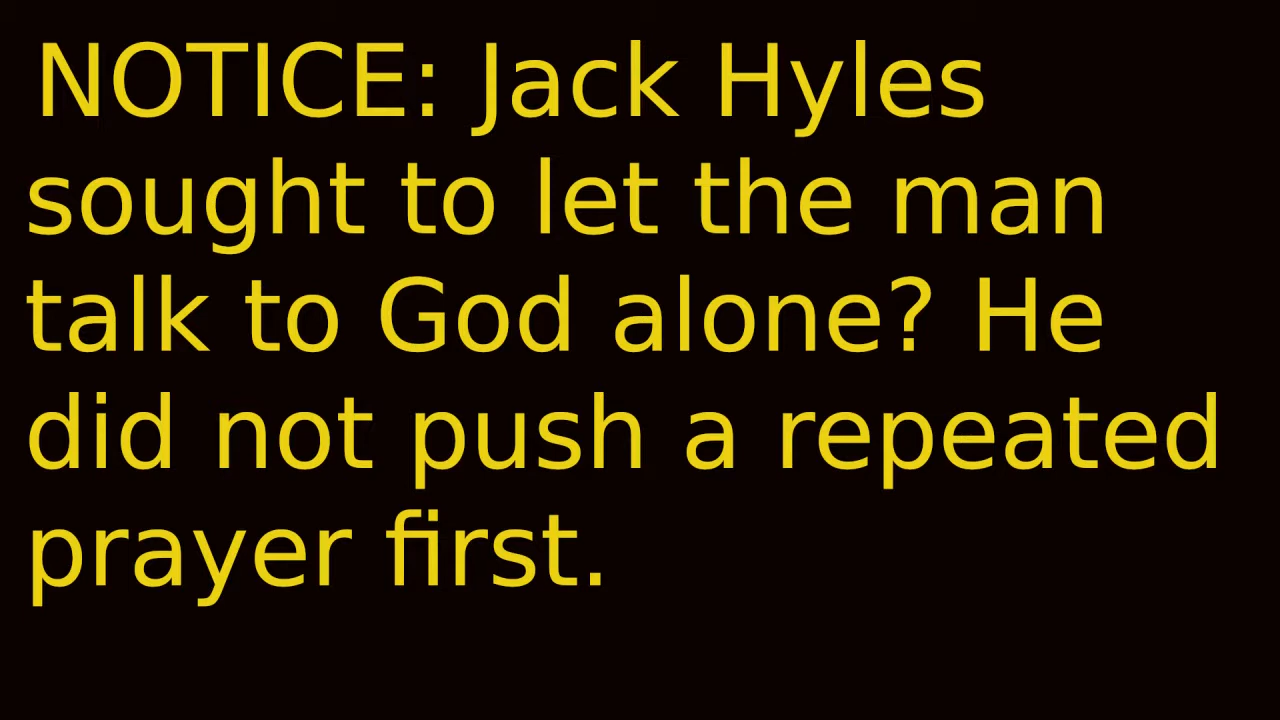 NOTICE: Jack Hyles
sought to let the man
talk to God alone? He
did not push a repeated
prayer first.